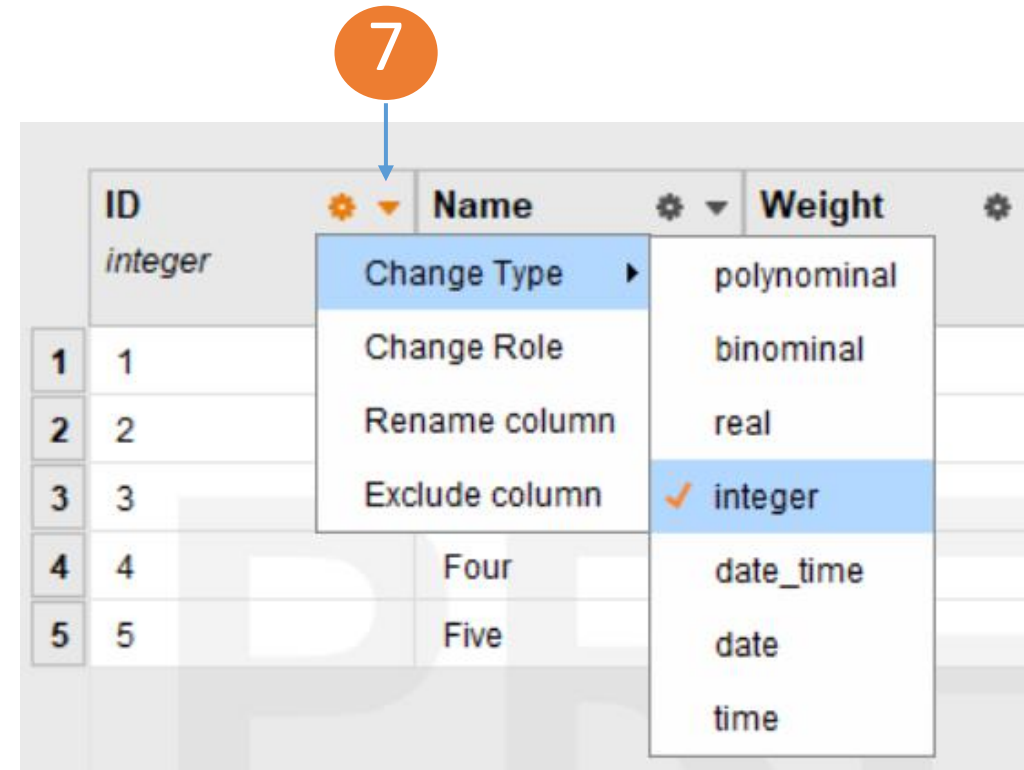 7
ID Name Weight
integer
Change Type polynominal
Change Role binominal
Rename column real
Exclude column integer
date_time
date
time
1 1
2 2
3 3
4 4 Four
5 5 Five